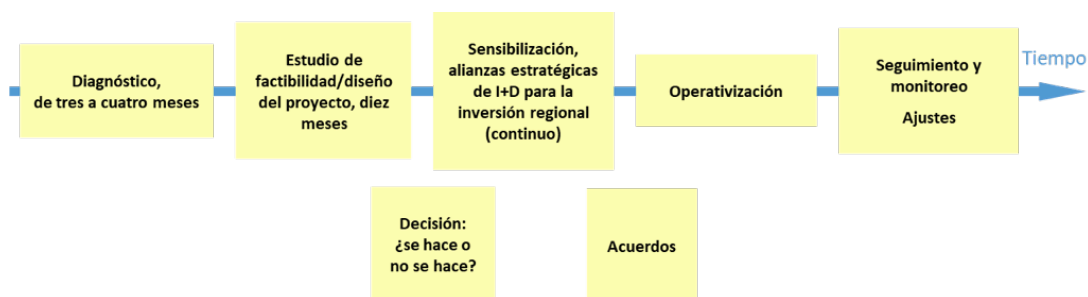 Diagnóstico,
de tres a cuatro meses
Estudio de
factibilidad/diseño
del proyecto, diez
meses
Sensibilización,
alianzas estratégicas
de I+D para la
inversión regional
(continuo)
Operativización
Seguimiento y
monitoreo
Ajustes
Tiempo
Decisión:
¿se hace o
no se hace?
Acuerdos